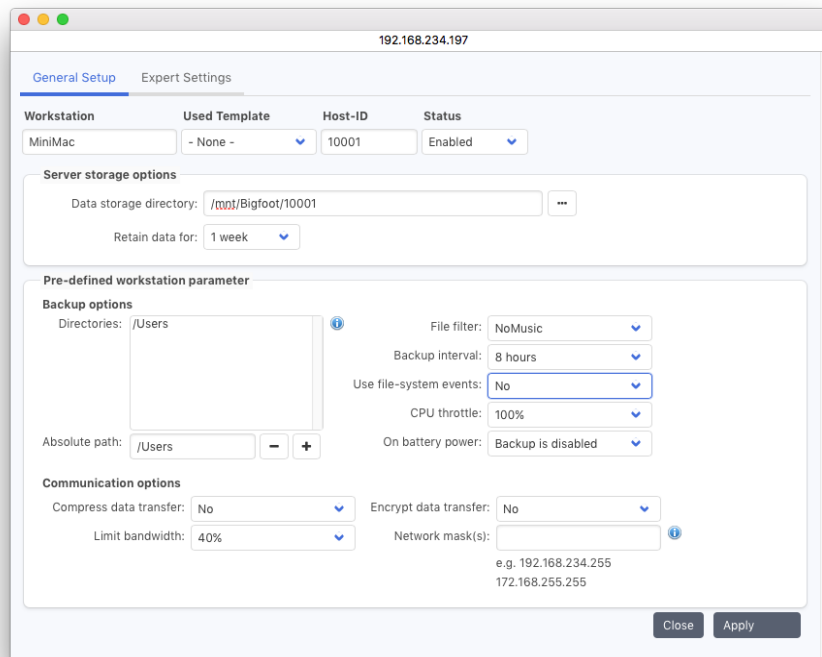 192.168.234.197
General Setup Expert Settings
Workstation Used Template Host-ID Status
MiniMac - None - 10001 Enabled
Server storage options
Data storage directory: /mnt/Bigfoot/10001 ...
Retain data for: 1 week
Pre-defined workstation parameter
Backup options
Directories: /Users
File filter: NoMusic
Backup interval: 8 hours
Use file-system events: No
CPU throttle: 100%
Absolute path: /Users - +
On battery power: Backup is disabled
Communication options
Compress data transfer: No Encrypt data transfer: No
Limit bandwidth: 40% Network mask(s):
e.g. 192.168.234.255
172.168.255.255
Close Apply